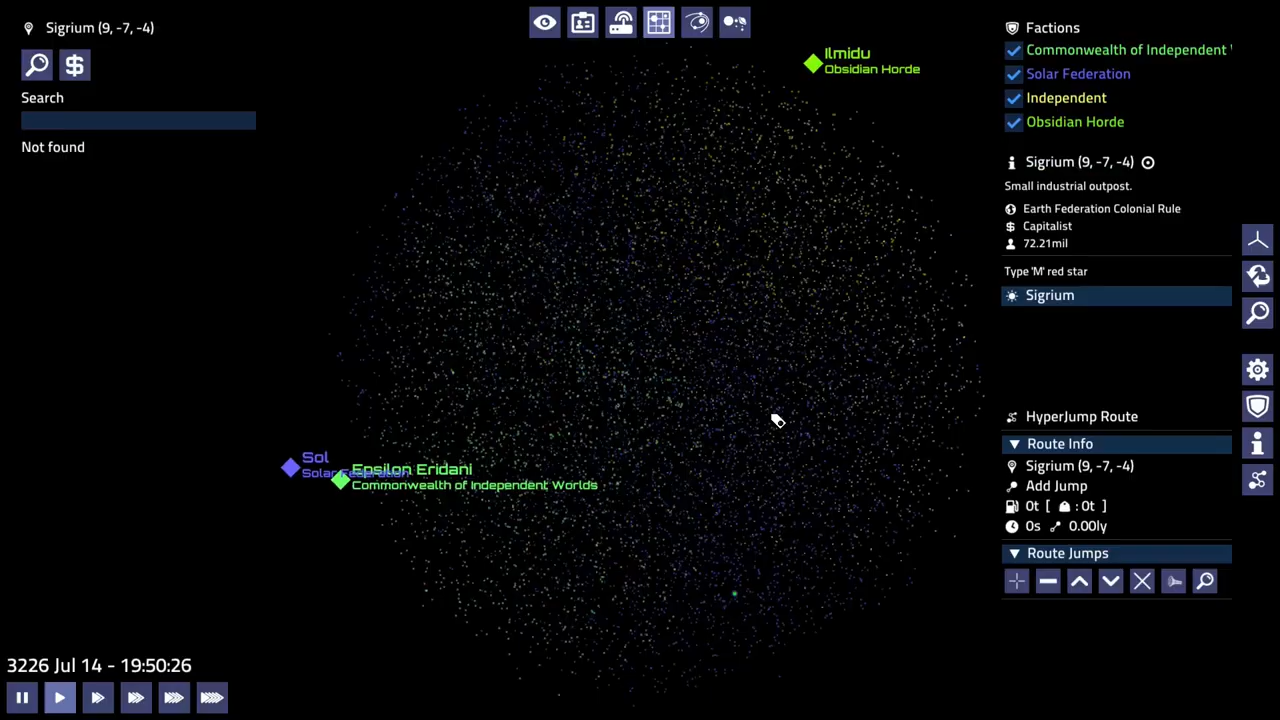 Sigrium (9, -7, -4)
Search
Not found
Ilmidu
Obsidian Horde
Sol
Solar Federation
Epsilon Eridani
Commonwealth of Independent Worlds
Factions
Commonwealth of Independent
Solar Federation
Independent
Obsidian Horde
Sigrium (9, -7, -4)
Small industrial outpost.
Earth Federation Colonial Rule
Capitalist
72.21mil
Type 'M' red star
Sigrium
HyperJump Route
Route Info
Sigrium (9, -7, -4)
Add Jump
0t [ : 0t ]
0s 0.00ly
Route Jumps
3226 Jul 14 - 19:50:26